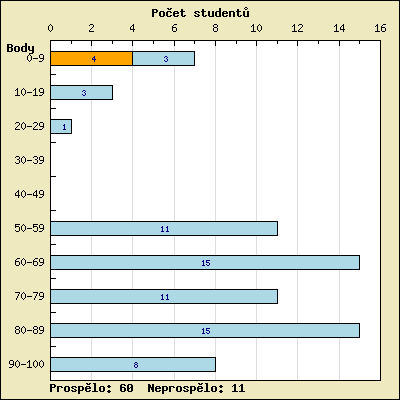 Počet studentů
0 2 4 6 8 10 12 14 16
Body
0-9 4 3
10-19 3
20-29 1
30-39
40-49
50-59 11
60-69 15
70-79 11
80-89 15
90-100 8
Prospělo: 60 Neprospělo: 11